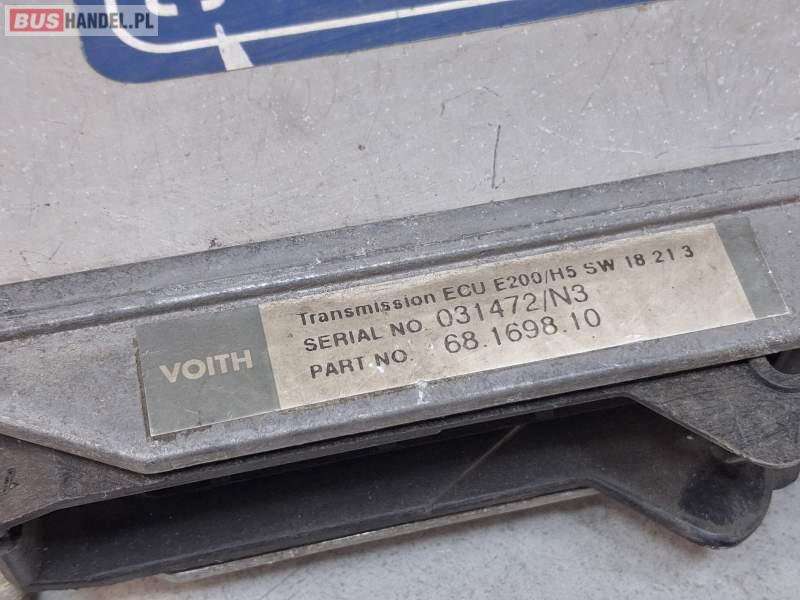 BUSHANDEL.PL
VOITH
Transmission ECU E200/H5 SW 18 21 3
SERIAL NO. 031472/N3
PART NO. 68.1698.10